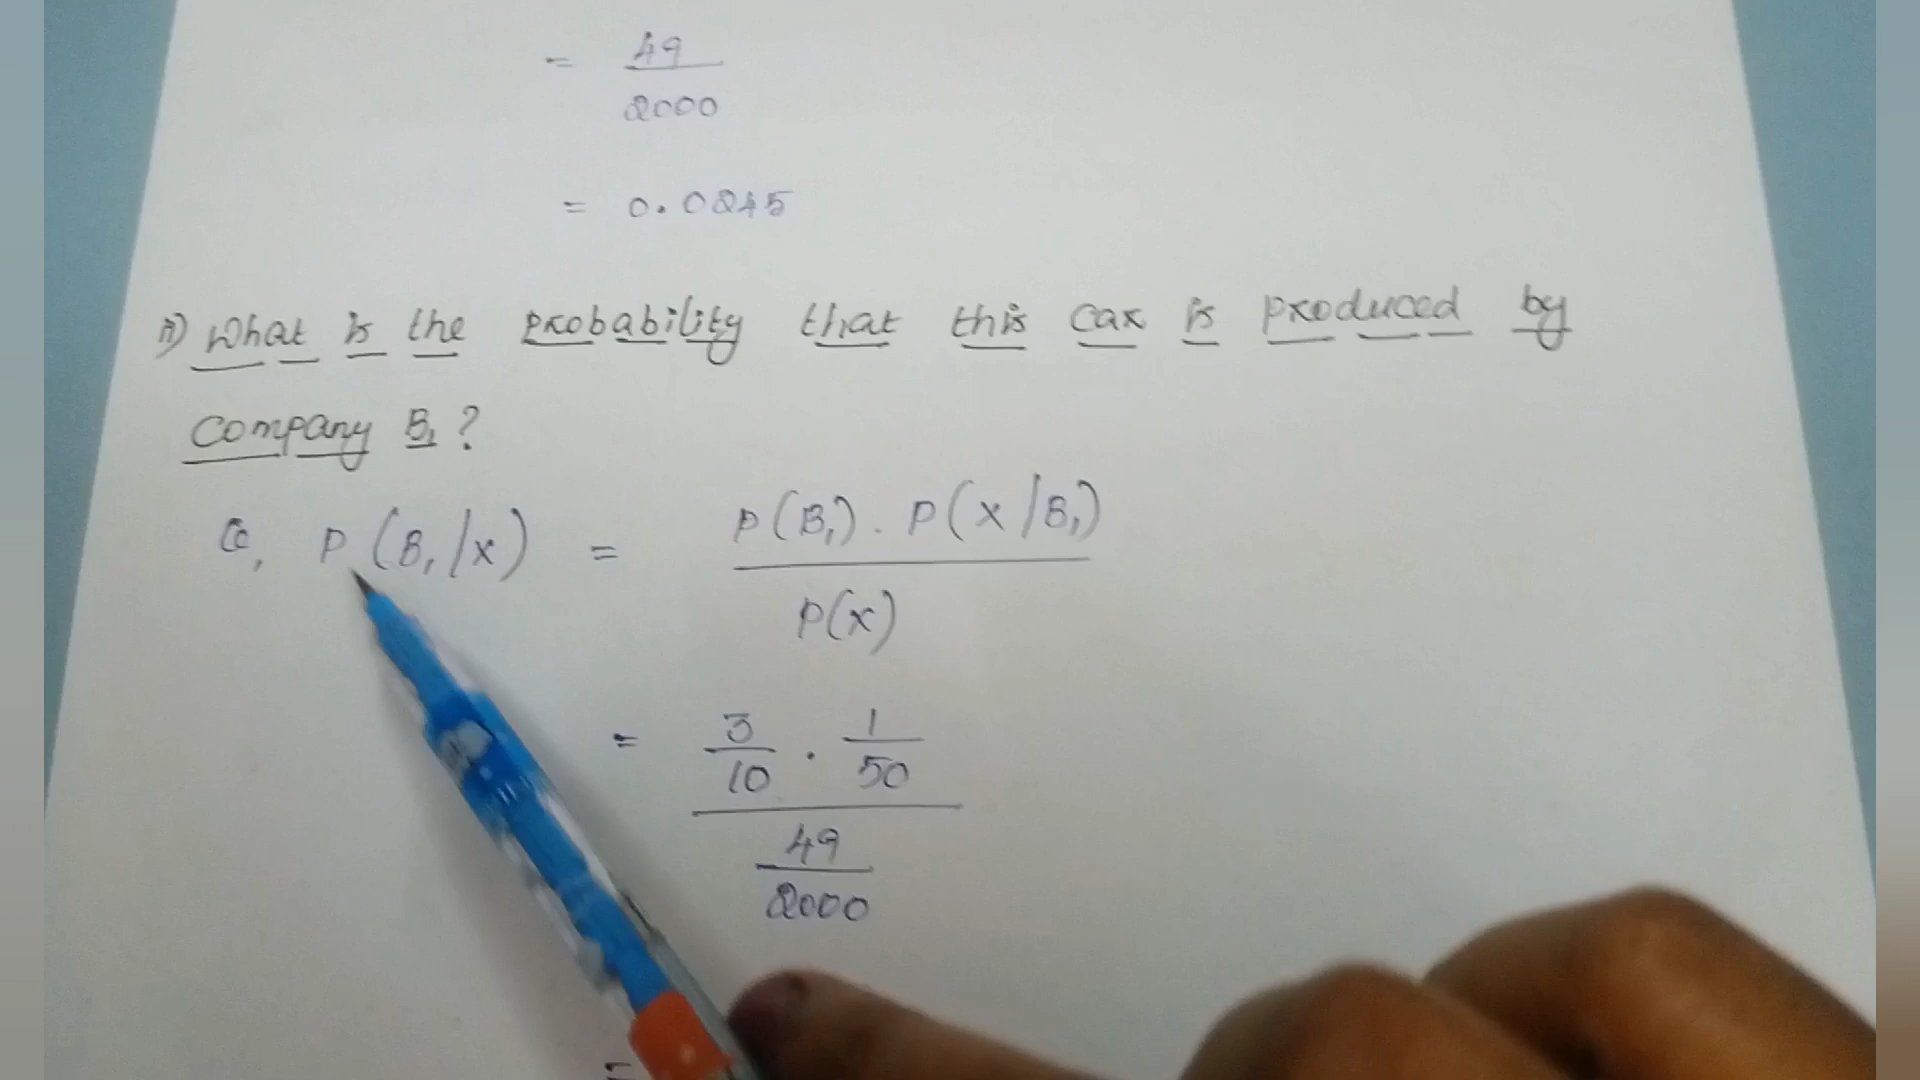 = 49
2000
= 0.0245
ii) What is the probability that this car is produced by
company B₁?
P(B₁/X) = P(B₁) . P(X/B₁)
P(X)
= 3/10 . 1/50
49
2000